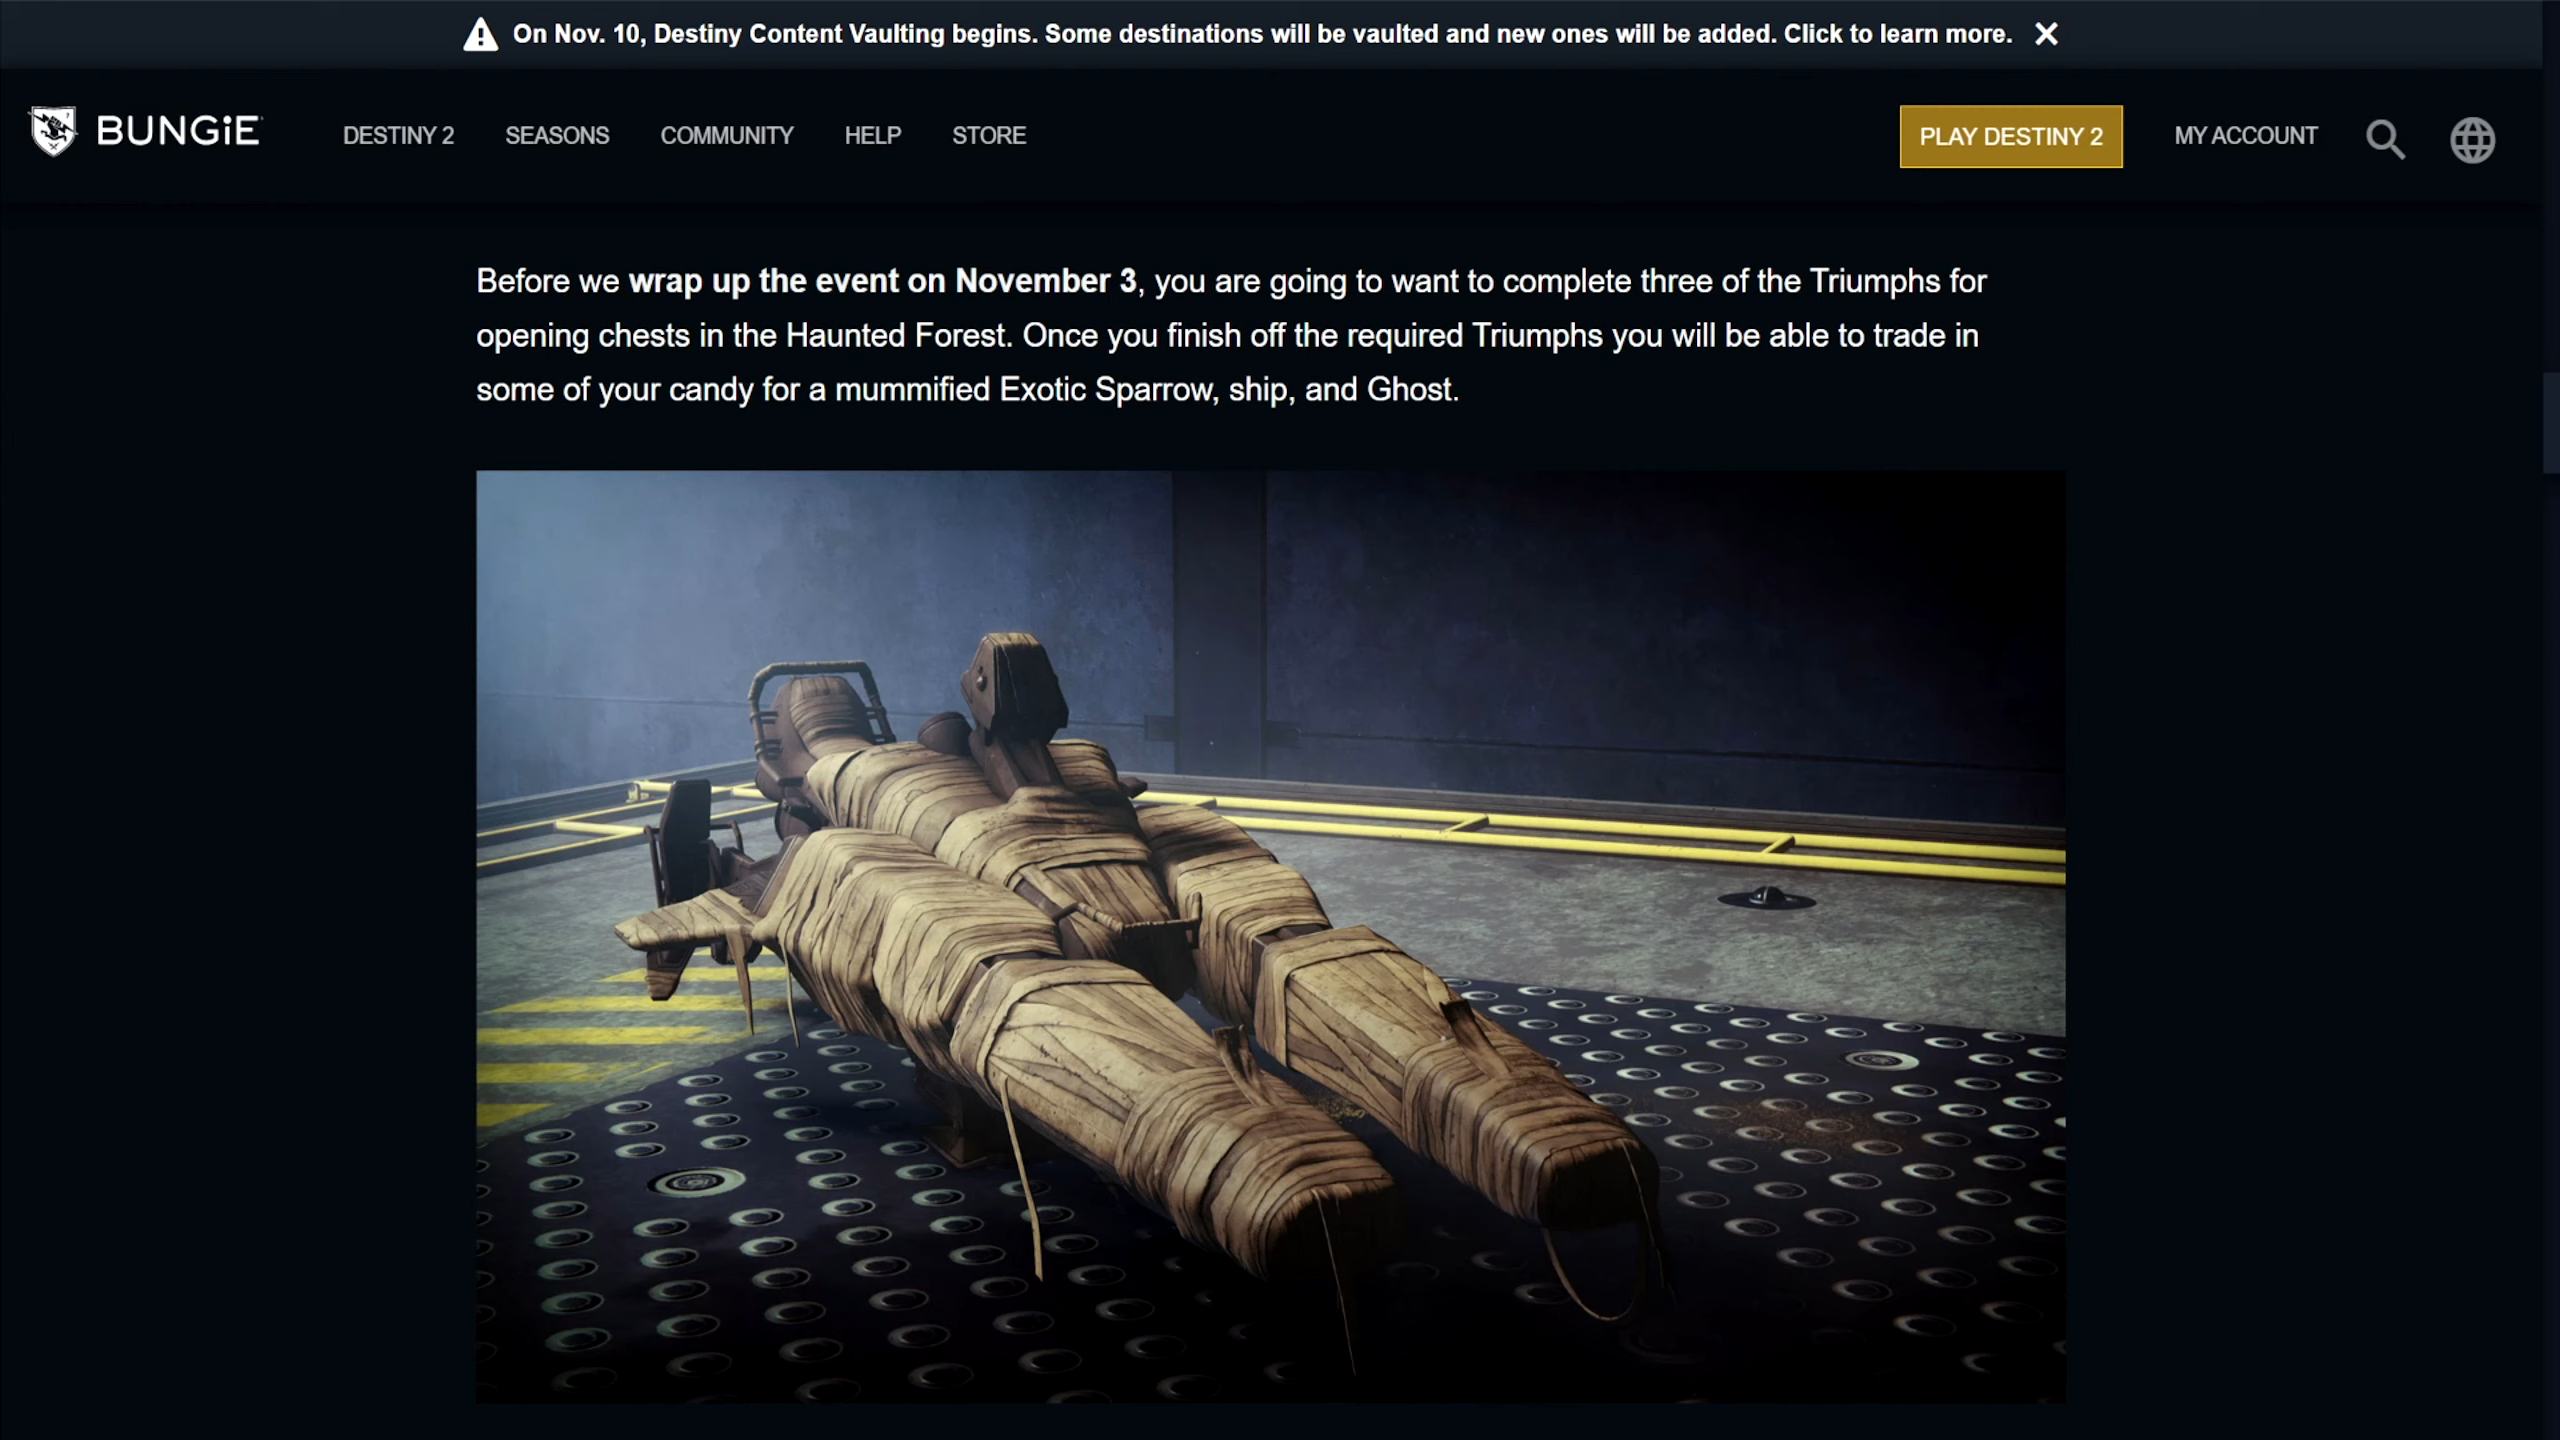 On Nov. 10, Destiny Content Vaulting begins. Some destinations will be vaulted and new ones will be added. Click to learn more.
BUNGiE
DESTINY 2
SEASONS
COMMUNITY
HELP
STORE
PLAY DESTINY 2
MY ACCOUNT
Before we wrap up the event on November 3, you are going to want to complete three of the Triumphs for
opening chests in the Haunted Forest. Once you finish off the required Triumphs you will be able to trade in
some of your candy for a mummified Exotic Sparrow, ship, and Ghost.